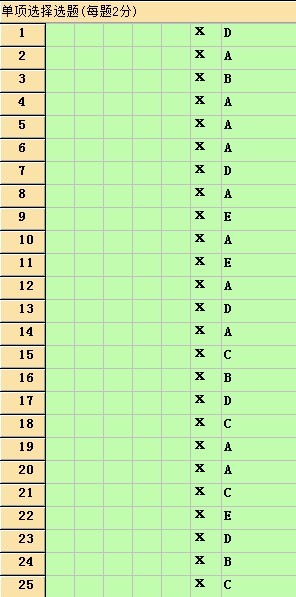 单项选择选题(每题2分)
1 X D
2 X A
3 X B
4 X A
5 X A
6 X A
7 X D
8 X A
9 X E
10 X A
11 X E
12 X A
13 X D
14 X A
15 X C
16 X B
17 X D
18 X C
19 X A
20 X A
21 X C
22 X E
23 X D
24 X B
25 X C